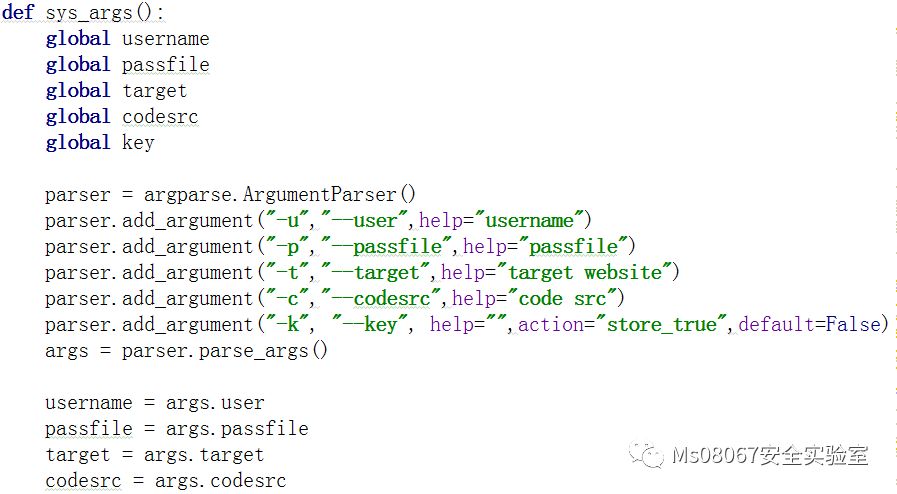 def sys_args():
    global username
    global passfile
    global target
    global codesrc
    global key

    parser = argparse.ArgumentParser()
    parser.add_argument("-u","--user",help="username")
    parser.add_argument("-p","--passfile",help="passfile")
    parser.add_argument("-t","--target",help="target website")
    parser.add_argument("-c","--codesrc",help="code src")
    parser.add_argument("-k", "--key", help="",action="store_true",default=False)
    args = parser.parse_args()

    username = args.user
    passfile = args.passfile
    target = args.target
    codesrc = args.codesrc
Ms08067安全实验室